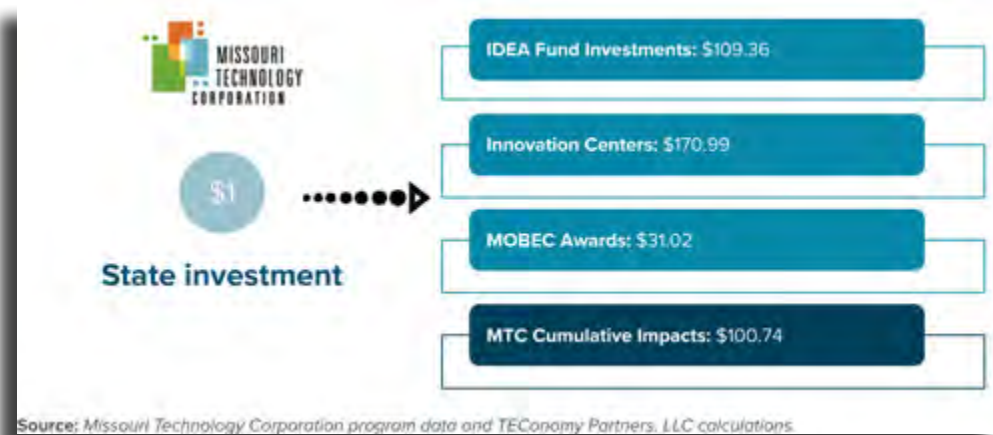 MISSOURI
TECHNOLOGY
CORPORATION
$1
State investment
IDEA Fund Investments: $109.36
Innovation Centers: $170.99
MOBEC Awards: $31.02
MTC Cumulative Impacts: $100.74
Source: Missouri Technology Corporation program data and TEConomy Partners, LLC calculations.